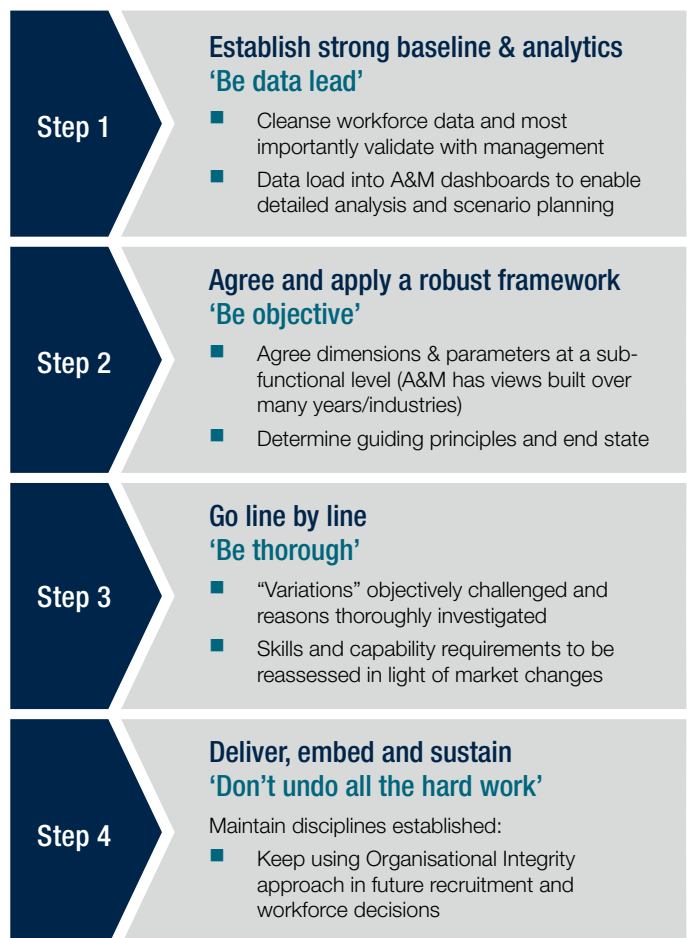 Step 1
Establish strong baseline & analytics
‘Be data lead’
■ Cleanse workforce data and most
importantly validate with management
■ Data load into A&M dashboards to enable
detailed analysis and scenario planning
Step 2
Agree and apply a robust framework
‘Be objective’
■ Agree dimensions & parameters at a sub-
functional level (A&M has views built over
many years/industries)
■ Determine guiding principles and end state
Step 3
Go line by line
‘Be thorough’
■ “Variations” objectively challenged and
reasons thoroughly investigated
■ Skills and capability requirements to be
reassessed in light of market changes
Step 4
Deliver, embed and sustain
‘Don’t undo all the hard work’
Maintain disciplines established:
■ Keep using Organisational Integrity
approach in future recruitment and
workforce decisions